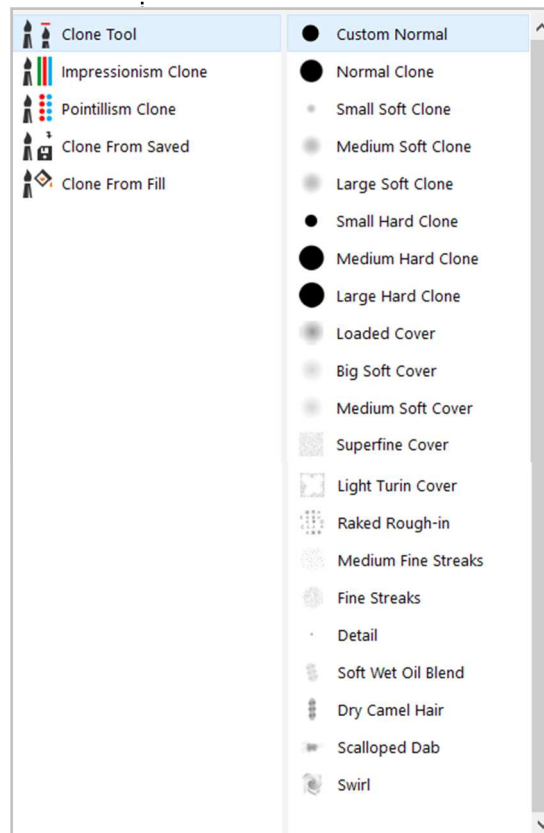 Clone Tool
Impressionism Clone
Pointillism Clone
Clone From Saved
Clone From Fill
Custom Normal
Normal Clone
Small Soft Clone
Medium Soft Clone
Large Soft Clone
Small Hard Clone
Medium Hard Clone
Large Hard Clone
Loaded Cover
Big Soft Cover
Medium Soft Cover
Superfine Cover
Light Turin Cover
Raked Rough-in
Medium Fine Streaks
Fine Streaks
Detail
Soft Wet Oil Blend
Dry Camel Hair
Scalloped Dab
Swirl